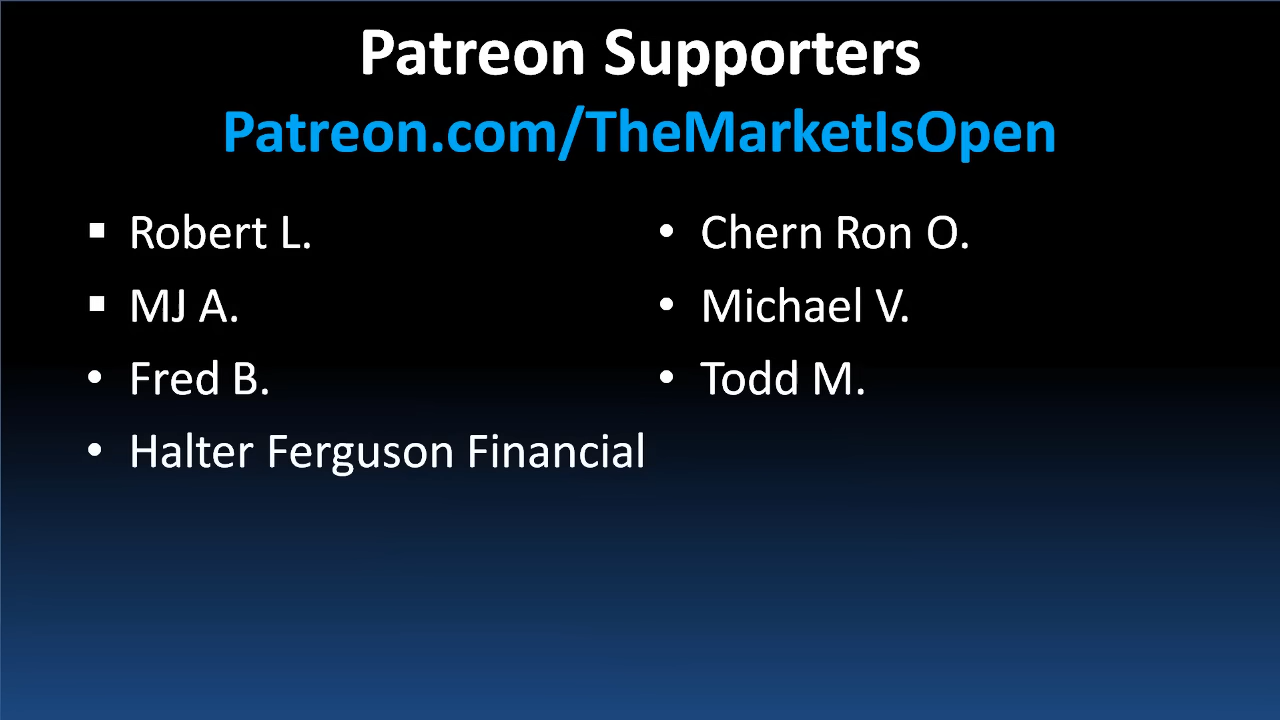 Patreon Supporters
Patreon.com/TheMarketIsOpen
▪ Robert L.
▪ MJ A.
• Fred B.
• Halter Ferguson Financial
• Chern Ron O.
• Michael V.
• Todd M.